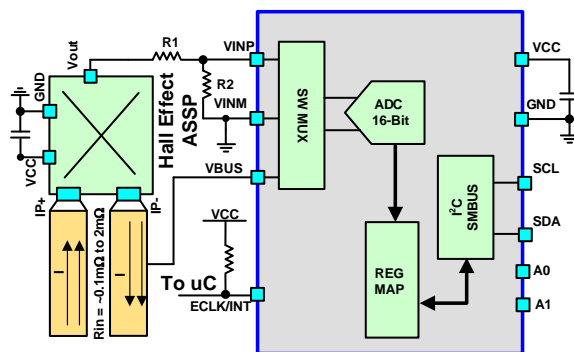 Vout
R1
R2
VINP
VINM
VBUS
GND
VCC
Hall Effect
ASSP
IP+
IP-
I
I
Rin = ~0.1mΩ to 2mΩ
VCC
To uC
ECLK/INT
SW MUX
ADC
16-Bit
REG
MAP
I²C
SMBUS
VCC
GND
SCL
SDA
A0
A1